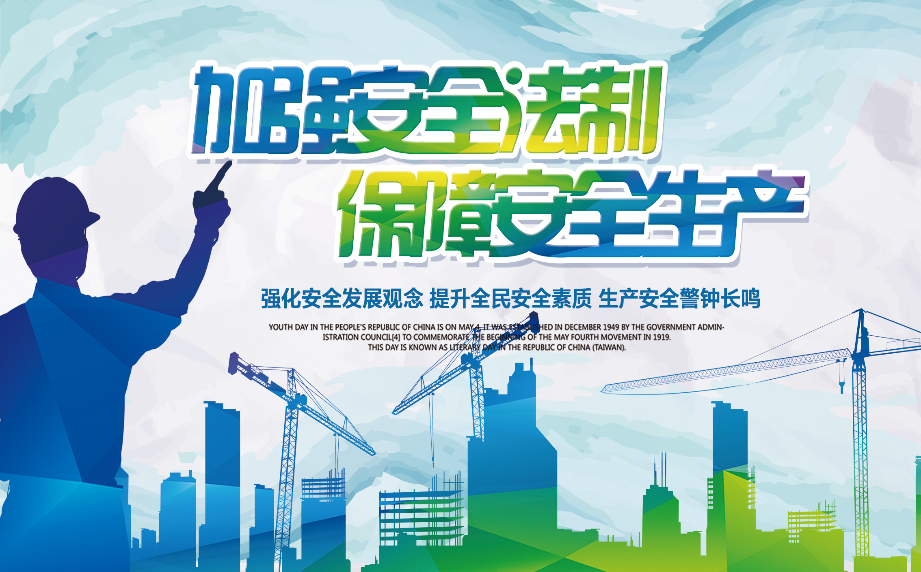 加强安全法制
保障安全生产
强化安全发展观念 提升全民安全素质 生产安全警钟长鸣
YOUTH DAY IN THE PEOPLE'S REPUBLIC OF CHINA IS ON MAY 4. IT WAS ESTABLISHED IN DECEMBER 1949 BY THE GOVERNMENT ADMIN-
ISTRATION COUNCIL[4] TO COMMEMORATE THE BEGINNING OF THE MAY FOURTH MOVEMENT IN 1919.
THIS DAY IS KNOWN AS LITERARY DAY IN THE REPUBLIC OF CHINA (TAIWAN).